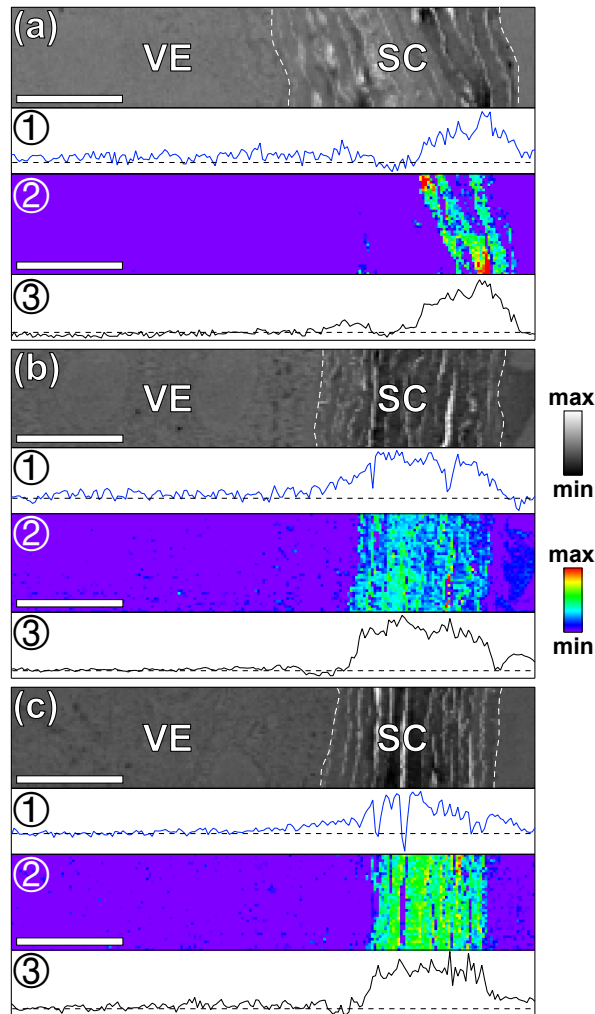 (a)
VE SC
①
②
③
(b)
VE SC
①
②
③
(c)
VE SC
①
②
③
max
min
max
min